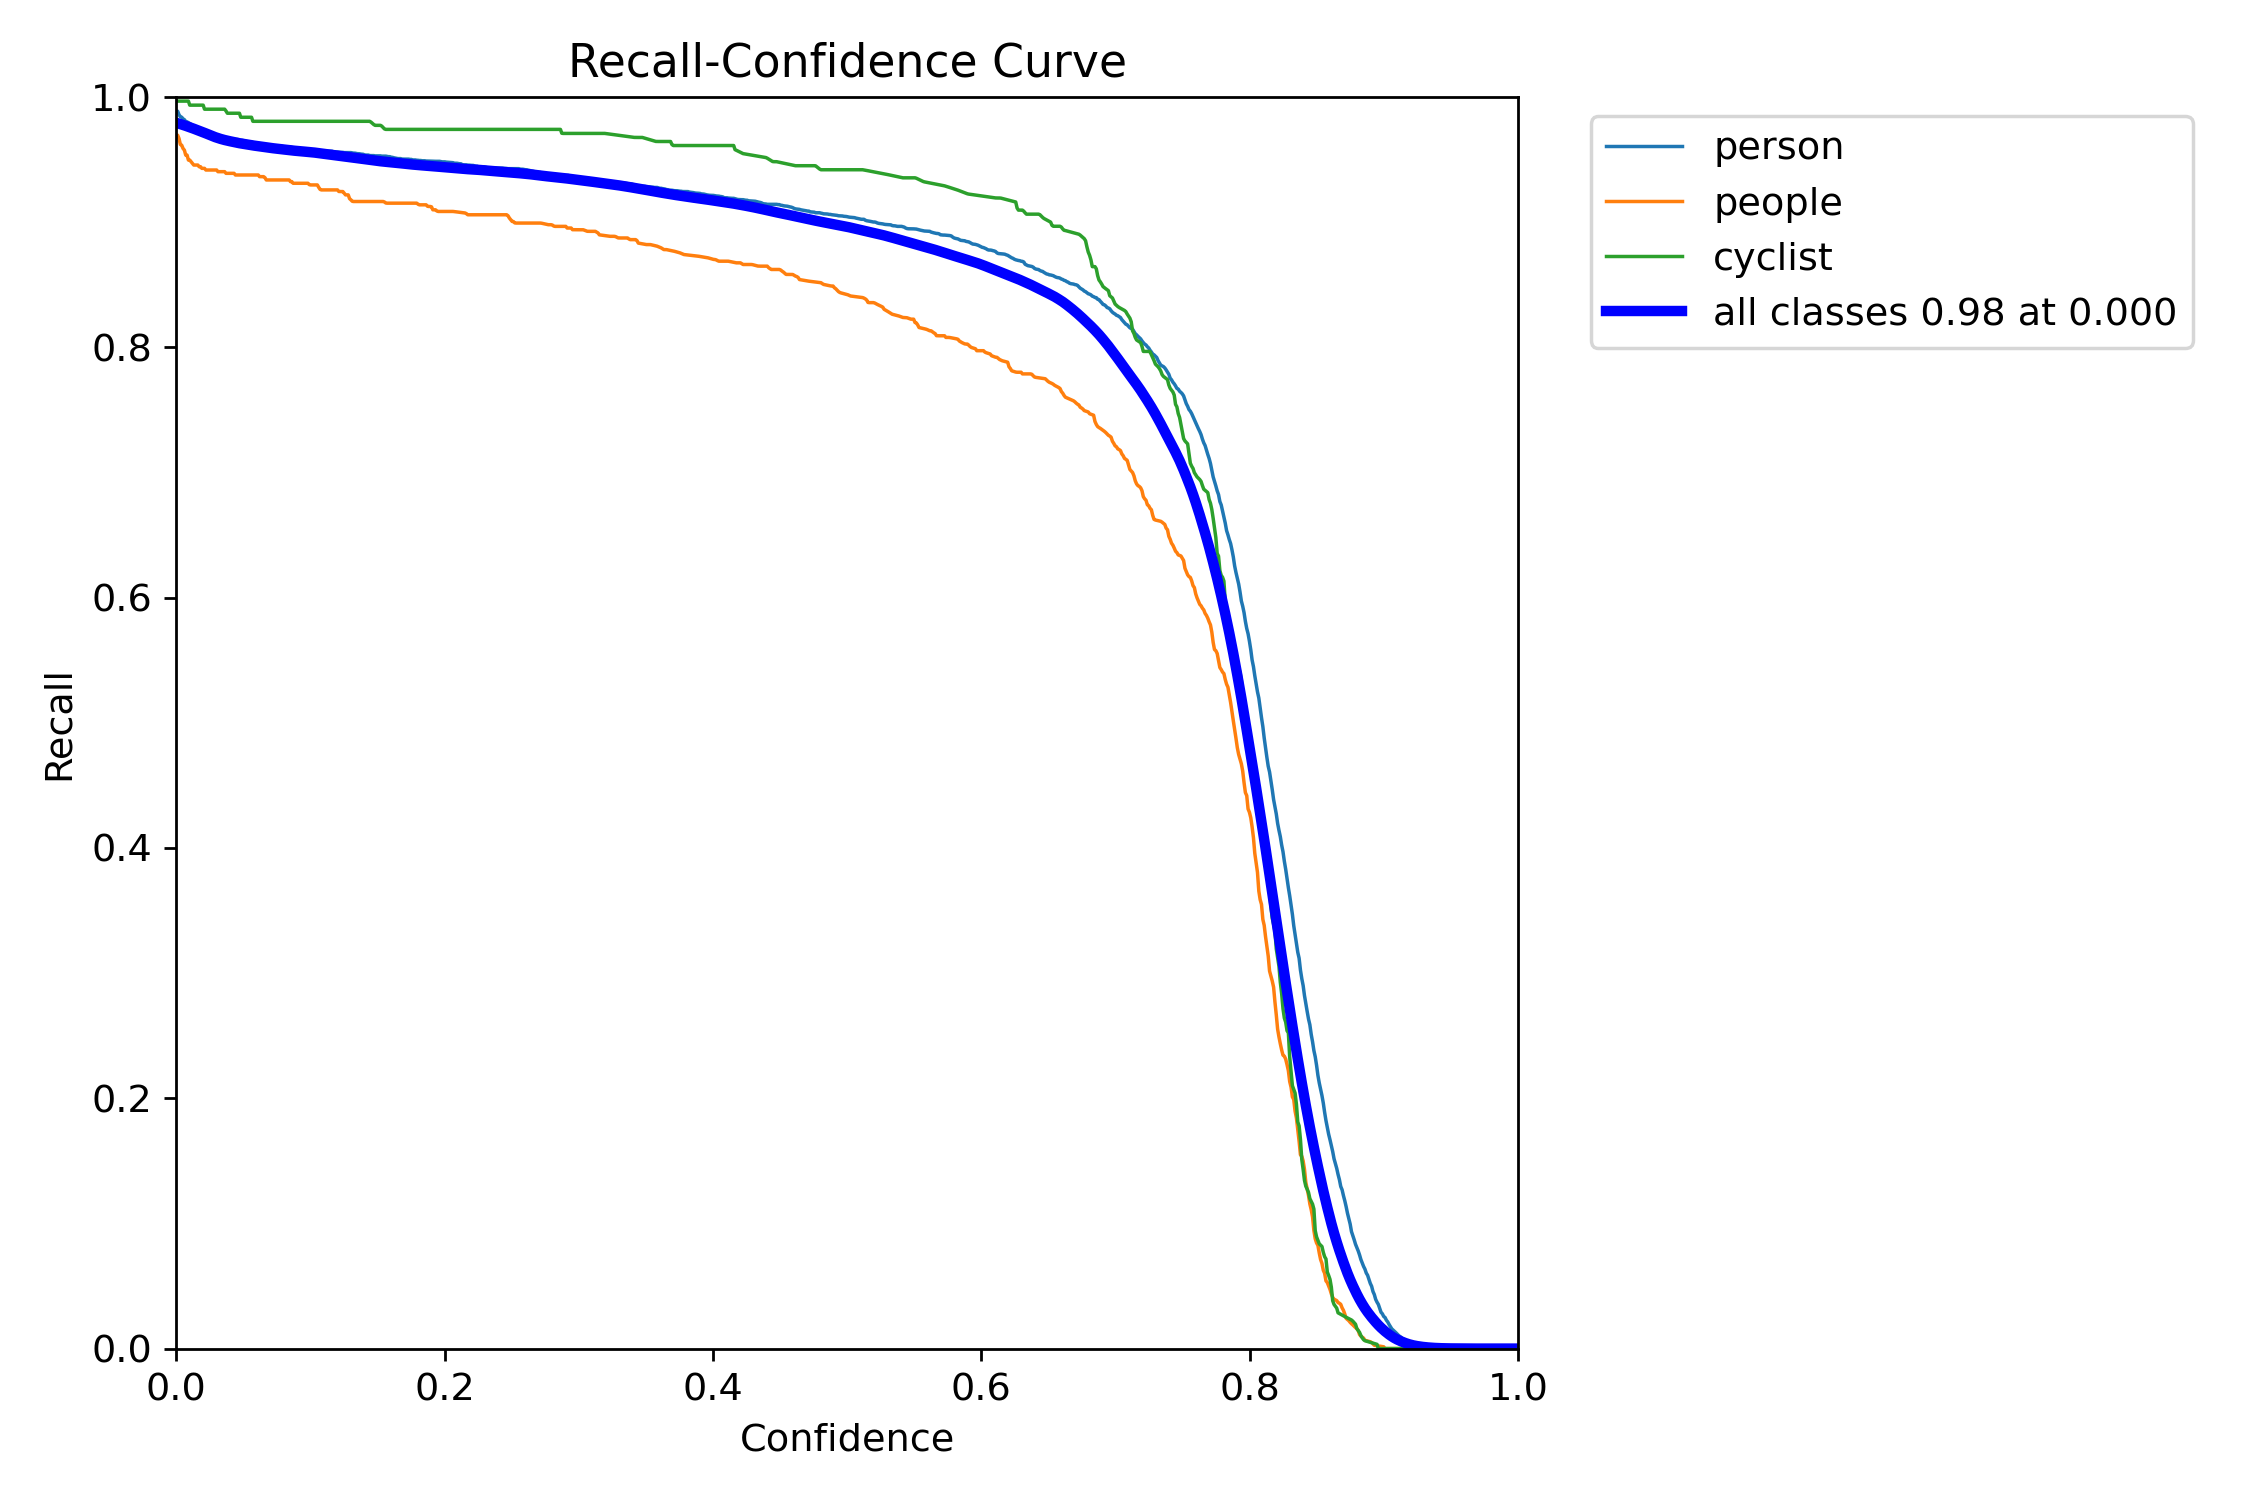 Recall-Confidence Curve
1.0
0.8
0.6
0.4
0.2
0.0
Recall
0.0 0.2 0.4 0.6 0.8 1.0
Confidence
person
people
cyclist
all classes 0.98 at 0.000